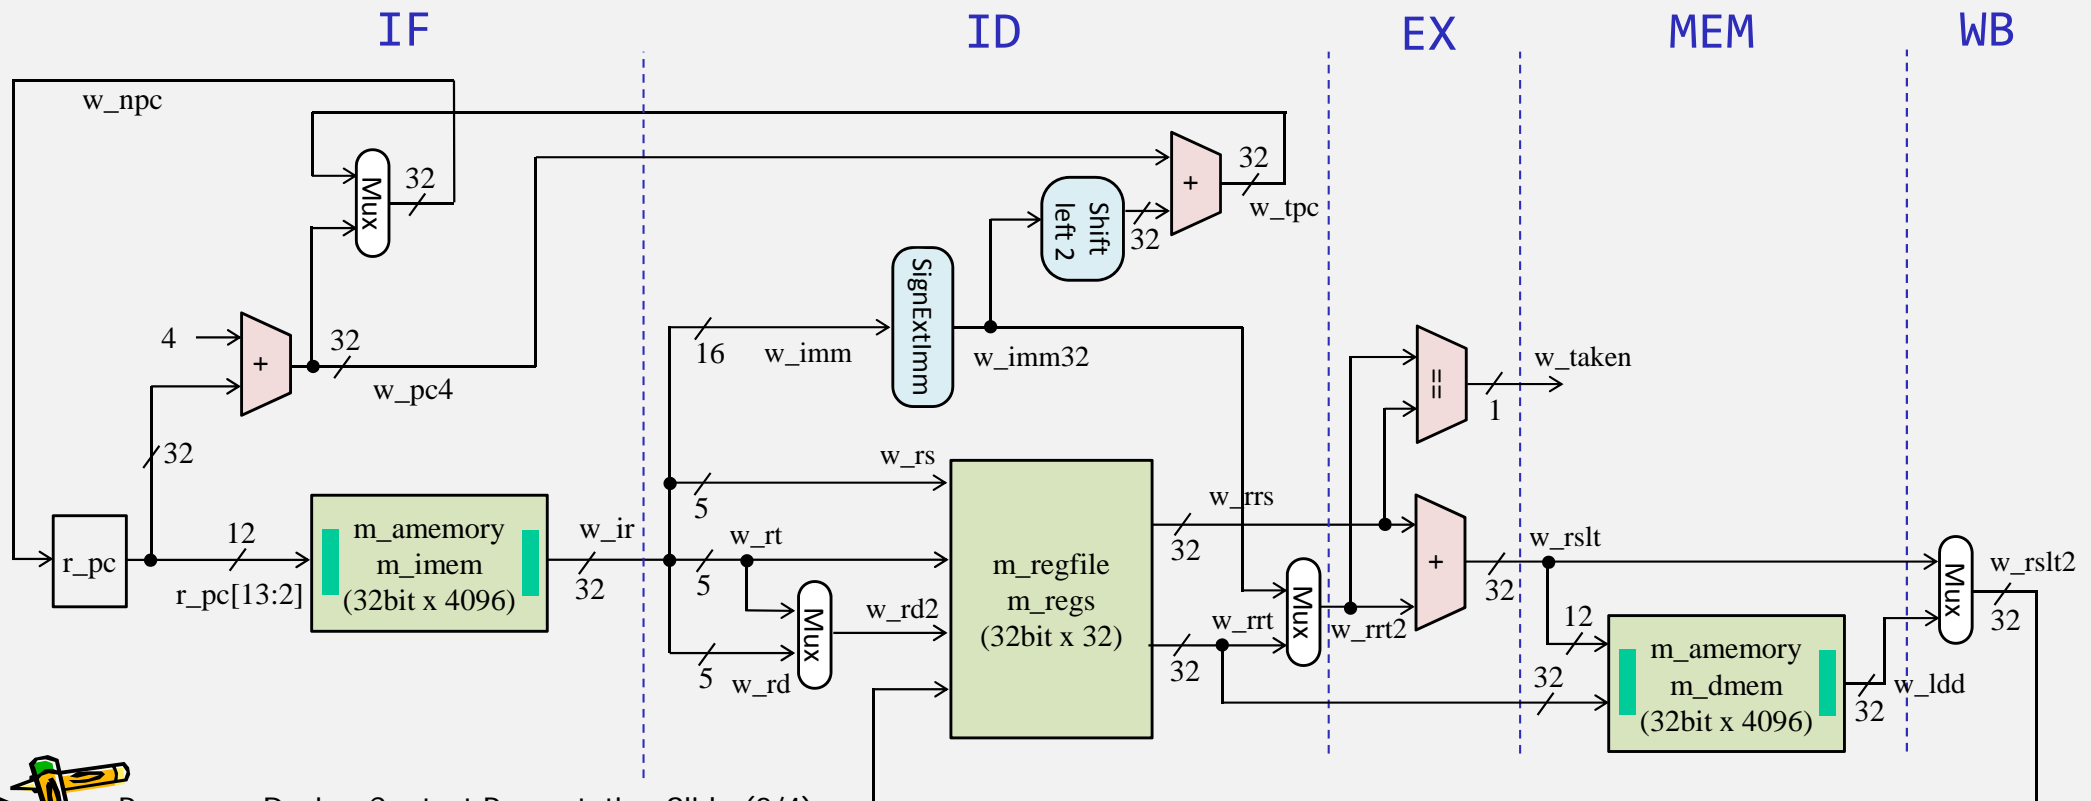 IF
ID
EX
MEM
WB
w_npc
Mux
32
4
+
32
w_pc4
32
r_pc
12
r_pc[13:2]
m_amemory
m_imem
(32bit x 4096)
w_ir
32
16
w_imm
SignExtImm
w_imm32
Shift
left 2
32
+
32
w_tpc
w_rs
5
w_rt
5
5
w_rd
Mux
w_rd2
m_regfile
m_regs
(32bit x 32)
w_rrs
32
w_rrt
32
Mux
w_rrt2
==
1
w_taken
+
32
w_rslt
12
32
m_amemory
m_dmem
(32bit x 4096)
32
w_ldd
Mux
w_rslt2
32